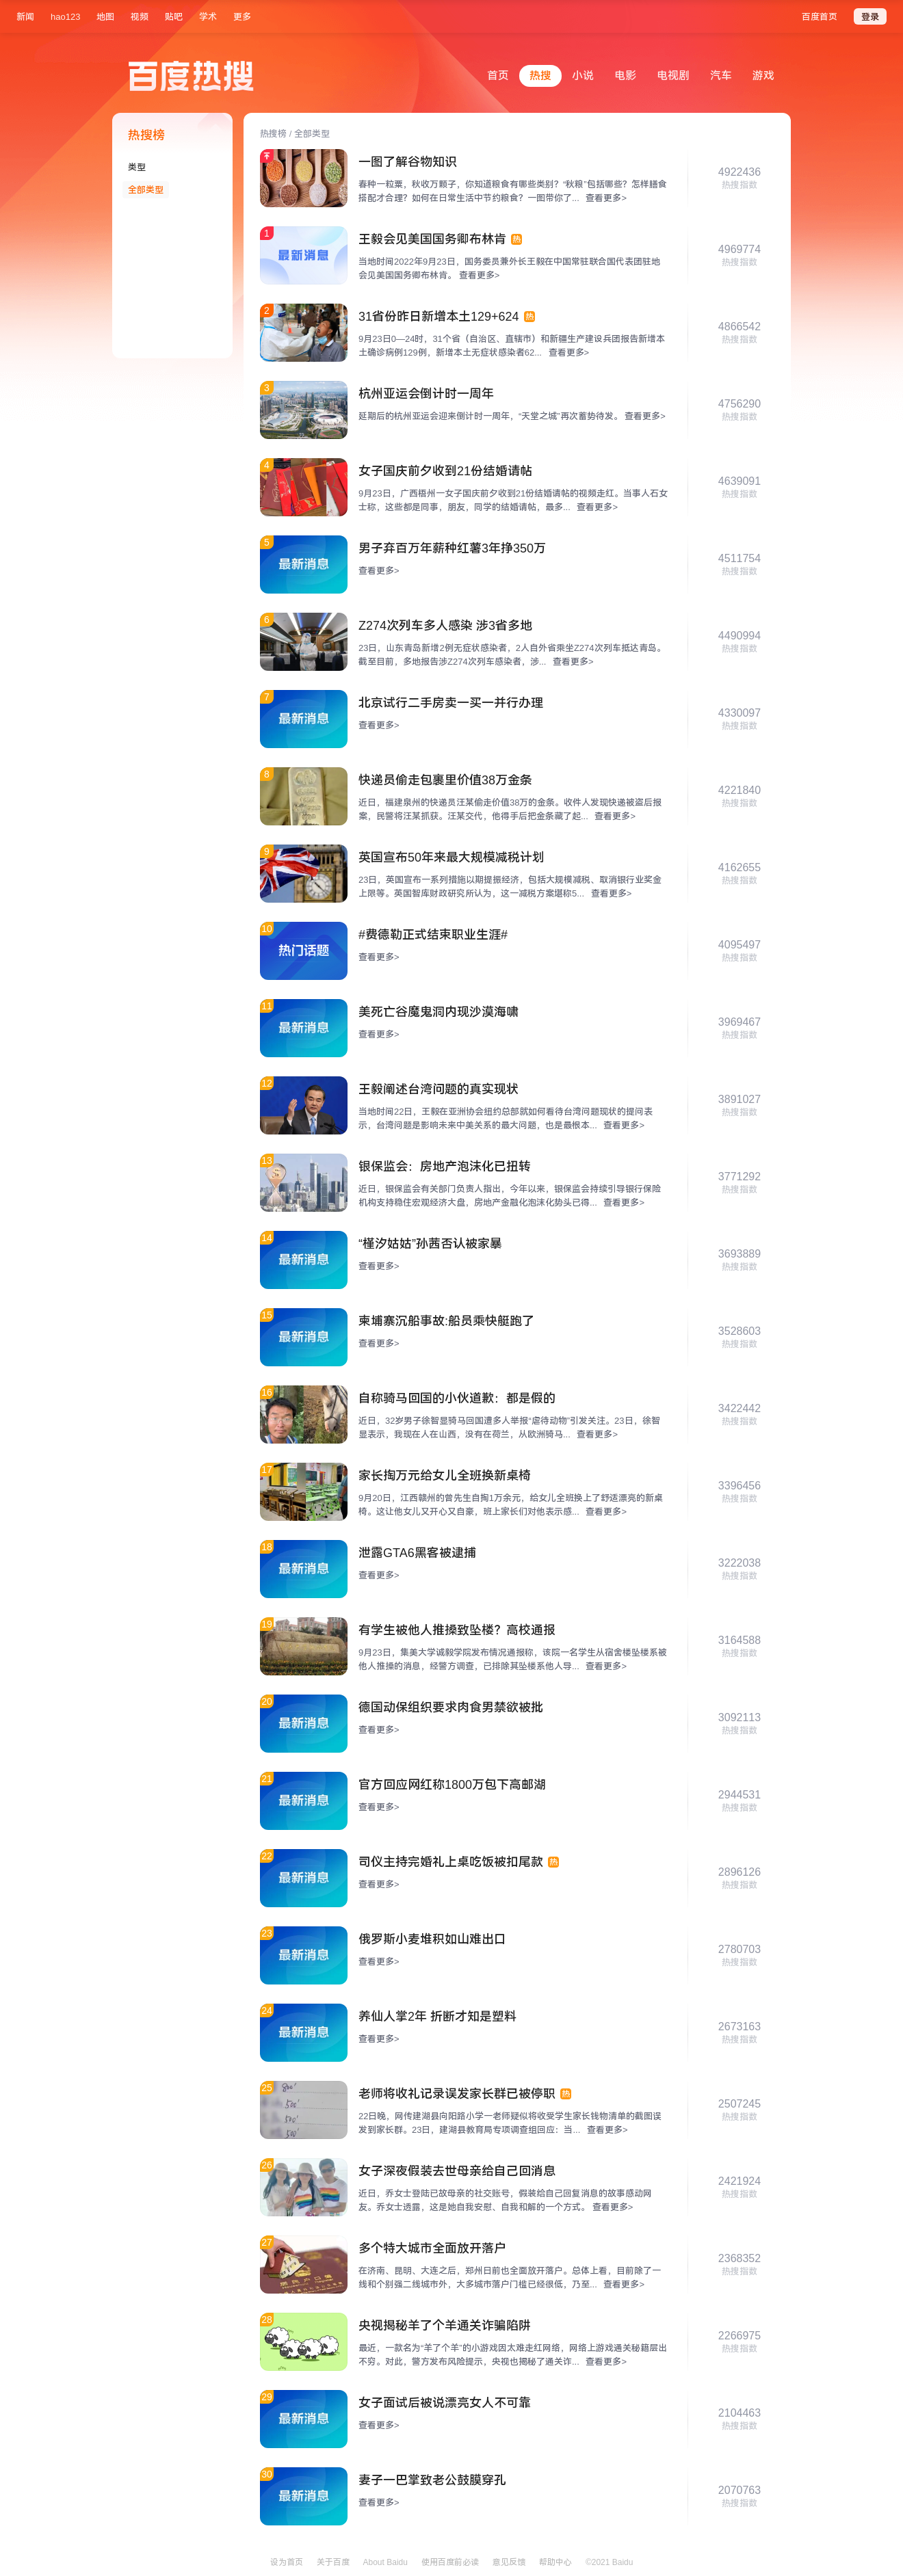 新闻 hao123 地图 视频 贴吧 学术 更多 百度首页 登录
百度热搜
首页 热搜 小说 电影 电视剧 汽车 游戏
热搜榜
类型
全部类型
热搜榜 / 全部类型
一图了解谷物知识
春种一粒粟，秋收万颗子，你知道粮食有哪些类别？“秋粮”包括哪些？怎样膳食
搭配才合理？如何在日常生活中节约粮食？一图带你了... 查看更多>
4922436
热搜指数
1
最新消息
王毅会见美国国务卿布林肯 热
当地时间2022年9月23日，国务委员兼外长王毅在中国常驻联合国代表团驻地
会见美国国务卿布林肯。 查看更多>
4969774
热搜指数
2
31省份昨日新增本土129+624 热
9月23日0—24时，31个省（自治区、直辖市）和新疆生产建设兵团报告新增本
土确诊病例129例，新增本土无症状感染者62... 查看更多>
4866542
热搜指数
3
杭州亚运会倒计时一周年
延期后的杭州亚运会迎来倒计时一周年，“天堂之城”再次蓄势待发。 查看更多>
4756290
热搜指数
4
女子国庆前夕收到21份结婚请帖
9月23日，广西梧州一女子国庆前夕收到21份结婚请帖的视频走红。当事人石女
士称，这些都是同事，朋友，同学的结婚请帖，最多... 查看更多>
4639091
热搜指数
5
最新消息
男子弃百万年薪种红薯3年挣350万
查看更多>
4511754
热搜指数
6
Z274次列车多人感染 涉3省多地
23日，山东青岛新增2例无症状感染者，2人自外省乘坐Z274次列车抵达青岛。
截至目前，多地报告涉Z274次列车感染者，涉... 查看更多>
4490994
热搜指数
7
最新消息
北京试行二手房卖一买一并行办理
查看更多>
4330097
热搜指数
8
快递员偷走包裹里价值38万金条
近日，福建泉州的快递员汪某偷走价值38万的金条。收件人发现快递被盗后报
案，民警将汪某抓获。汪某交代，他得手后把金条藏了起... 查看更多>
4221840
热搜指数
9
英国宣布50年来最大规模减税计划
23日，英国宣布一系列措施以期提振经济，包括大规模减税、取消银行业奖金
上限等。英国智库财政研究所认为，这一减税方案堪称5... 查看更多>
4162655
热搜指数
10
热门话题
#费德勒正式结束职业生涯#
查看更多>
4095497
热搜指数
11
最新消息
美死亡谷魔鬼洞内现沙漠海啸
查看更多>
3969467
热搜指数
12
王毅阐述台湾问题的真实现状
当地时间22日，王毅在亚洲协会纽约总部就如何看待台湾问题现状的提问表
示，台湾问题是影响未来中美关系的最大问题，也是最根本... 查看更多>
3891027
热搜指数
13
银保监会：房地产泡沫化已扭转
近日，银保监会有关部门负责人指出，今年以来，银保监会持续引导银行保险
机构支持稳住宏观经济大盘，房地产金融化泡沫化势头已得... 查看更多>
3771292
热搜指数
14
最新消息
“槿汐姑姑”孙茜否认被家暴
查看更多>
3693889
热搜指数
15
最新消息
柬埔寨沉船事故:船员乘快艇跑了
查看更多>
3528603
热搜指数
16
自称骑马回国的小伙道歉：都是假的
近日，32岁男子徐智显骑马回国遭多人举报“虐待动物”引发关注。23日，徐智
显表示，我现在人在山西，没有在荷兰，从欧洲骑马... 查看更多>
3422442
热搜指数
17
家长掏万元给女儿全班换新桌椅
9月20日，江西赣州的曾先生自掏1万余元，给女儿全班换上了舒适漂亮的新桌
椅。这让他女儿又开心又自豪，班上家长们对他表示感... 查看更多>
3396456
热搜指数
18
最新消息
泄露GTA6黑客被逮捕
查看更多>
3222038
热搜指数
19
有学生被他人推搡致坠楼？高校通报
9月23日，集美大学诚毅学院发布情况通报称，该院一名学生从宿舍楼坠楼系被
他人推搡的消息，经警方调查，已排除其坠楼系他人导... 查看更多>
3164588
热搜指数
20
最新消息
德国动保组织要求肉食男禁欲被批
查看更多>
3092113
热搜指数
21
最新消息
官方回应网红称1800万包下高邮湖
查看更多>
2944531
热搜指数
22
最新消息
司仪主持完婚礼上桌吃饭被扣尾款 热
查看更多>
2896126
热搜指数
23
最新消息
俄罗斯小麦堆积如山难出口
查看更多>
2780703
热搜指数
24
最新消息
养仙人掌2年 折断才知是塑料
查看更多>
2673163
热搜指数
25
老师将收礼记录误发家长群已被停职 热
22日晚，网传建湖县向阳路小学一老师疑似将收受学生家长钱物清单的截图误
发到家长群。23日，建湖县教育局专项调查组回应：当... 查看更多>
2507245
热搜指数
26
女子深夜假装去世母亲给自己回消息
近日，乔女士登陆已故母亲的社交账号，假装给自己回复消息的故事感动网
友。乔女士透露，这是她自我安慰、自我和解的一个方式。 查看更多>
2421924
热搜指数
27
多个特大城市全面放开落户
在济南、昆明、大连之后，郑州日前也全面放开落户。总体上看，目前除了一
线和个别强二线城市外，大多城市落户门槛已经很低，乃至... 查看更多>
2368352
热搜指数
28
央视揭秘羊了个羊通关诈骗陷阱
最近，一款名为“羊了个羊”的小游戏因太难走红网络，网络上游戏通关秘籍层出
不穷。对此，警方发布风险提示，央视也揭秘了通关诈... 查看更多>
2266975
热搜指数
29
最新消息
女子面试后被说漂亮女人不可靠
查看更多>
2104463
热搜指数
30
最新消息
妻子一巴掌致老公鼓膜穿孔
查看更多>
2070763
热搜指数
设为首页 关于百度 About Baidu 使用百度前必读 意见反馈 帮助中心 ©2021 Baidu